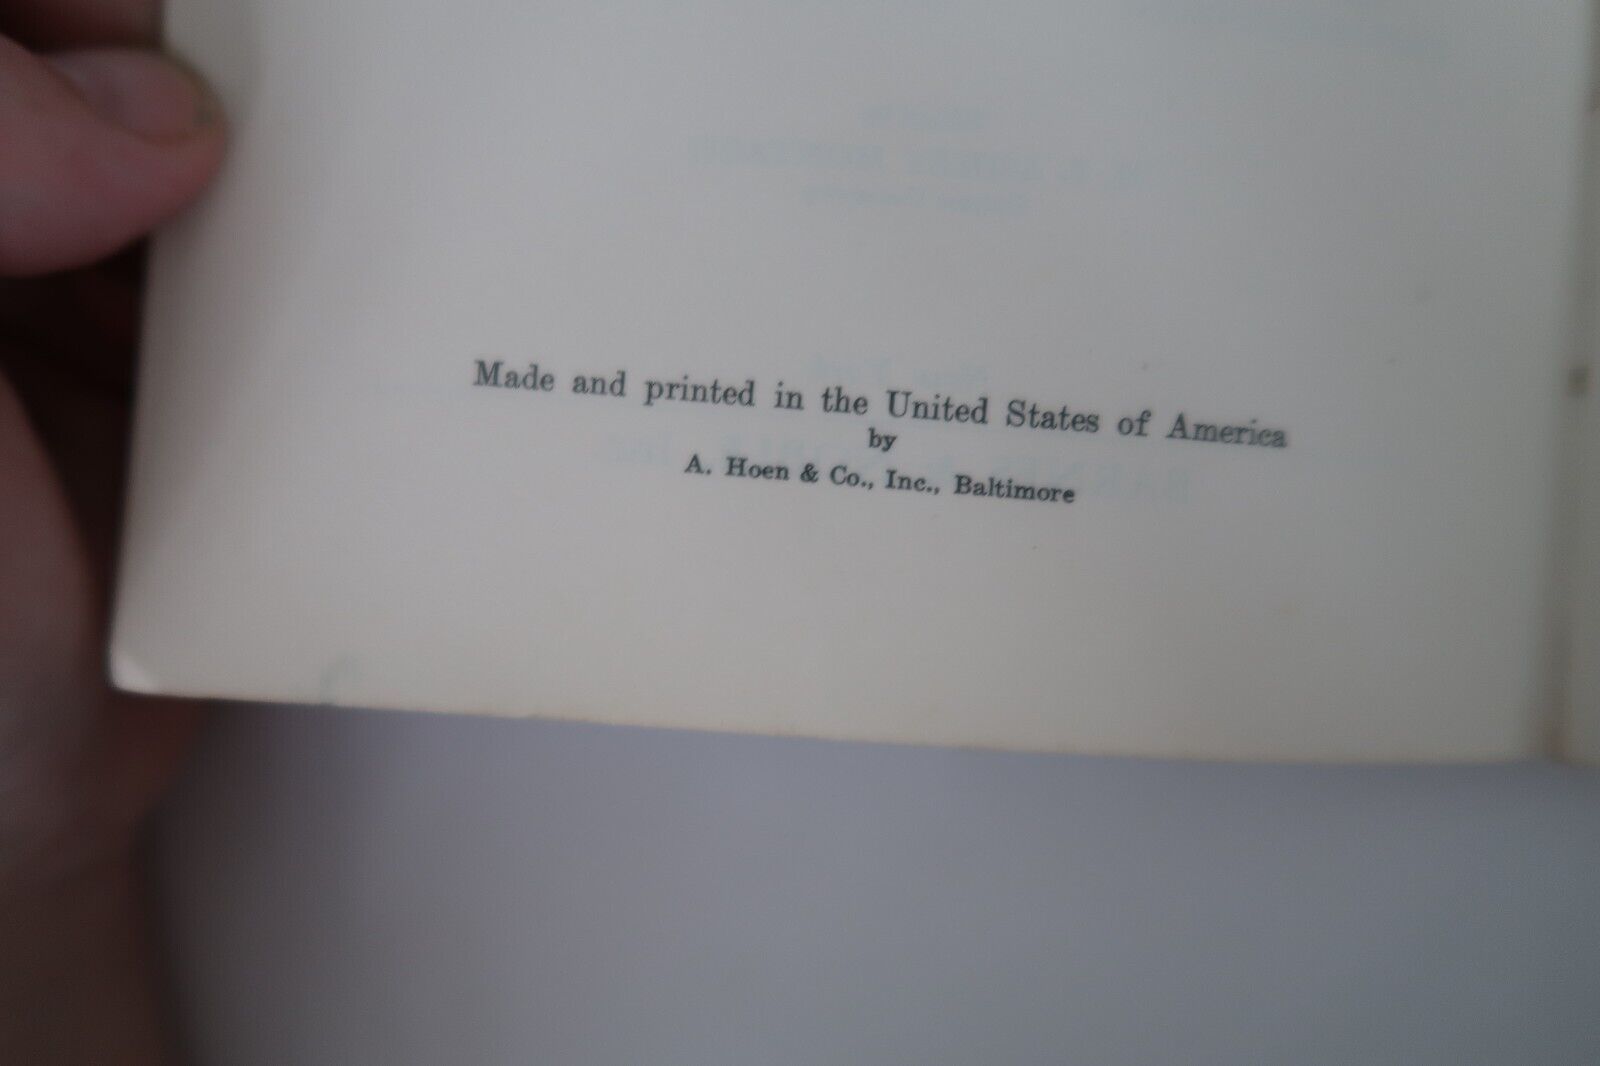 Made and printed in the United States of America
by
A. Hoen & Co., Inc., Baltimore